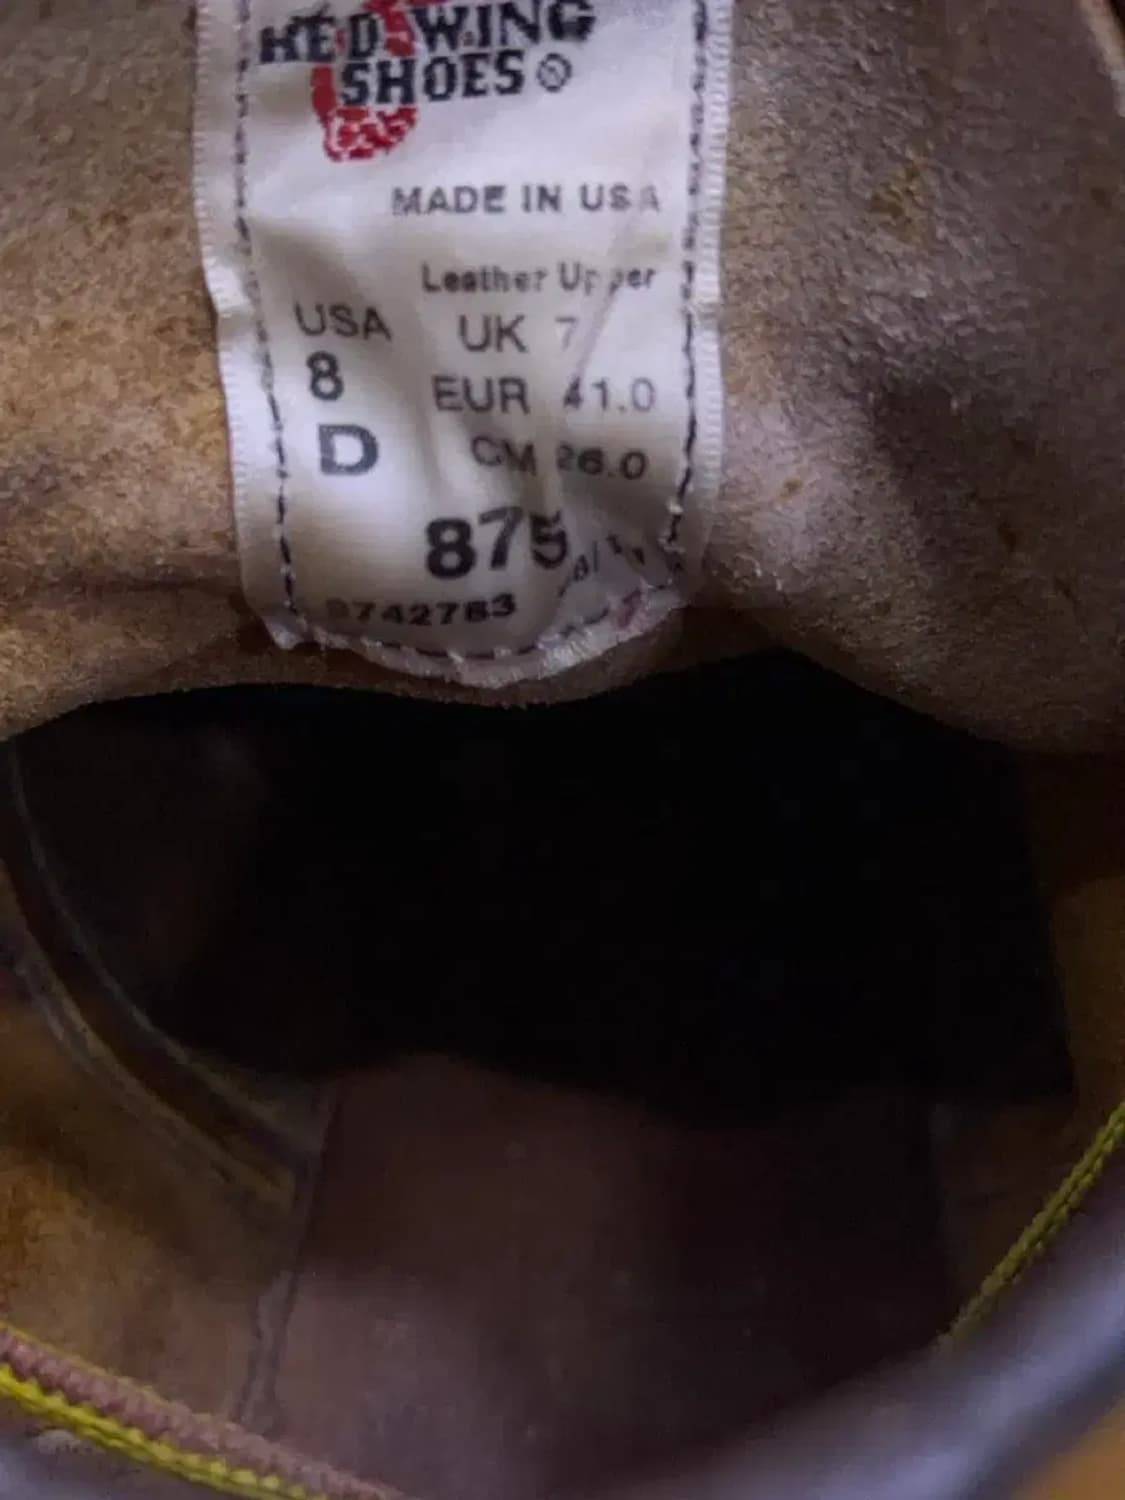 RED WING
SHOES
MADE IN USA
Leather Upper
USA
8
D
UK 7
EUR 41.0
CM 26.0
875